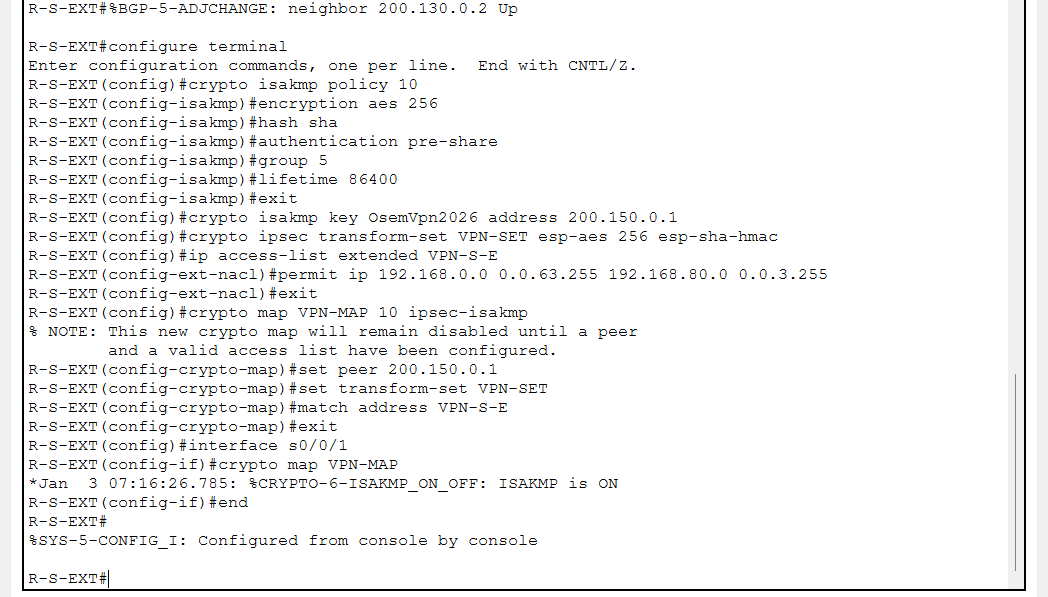 R-S-EXT#%BGP-5-ADJCHANGE: neighbor 200.130.0.2 Up
R-S-EXT#configure terminal
Enter configuration commands, one per line.  End with CNTL/Z.
R-S-EXT(config)#crypto isakmp policy 10
R-S-EXT(config-isakmp)#encryption aes 256
R-S-EXT(config-isakmp)#hash sha
R-S-EXT(config-isakmp)#authentication pre-share
R-S-EXT(config-isakmp)#group 5
R-S-EXT(config-isakmp)#lifetime 86400
R-S-EXT(config-isakmp)#exit
R-S-EXT(config)#crypto isakmp key OsemVpn2026 address 200.150.0.1
R-S-EXT(config)#crypto ipsec transform-set VPN-SET esp-aes 256 esp-sha-hmac
R-S-EXT(config)#ip access-list extended VPN-S-E
R-S-EXT(config-ext-nacl)#permit ip 192.168.0.0 0.0.63.255 192.168.80.0 0.0.3.255
R-S-EXT(config-ext-nacl)#exit
R-S-EXT(config)#crypto map VPN-MAP 10 ipsec-isakmp
% NOTE: This new crypto map will remain disabled until a peer
        and a valid access list have been configured.
R-S-EXT(config-crypto-map)#set peer 200.150.0.1
R-S-EXT(config-crypto-map)#set transform-set VPN-SET
R-S-EXT(config-crypto-map)#match address VPN-S-E
R-S-EXT(config-crypto-map)#exit
R-S-EXT(config)#interface s0/0/1
R-S-EXT(config-if)#crypto map VPN-MAP
*Jan  3 07:16:26.785: %CRYPTO-6-ISAKMP_ON_OFF: ISAKMP is ON
R-S-EXT(config-if)#end
R-S-EXT#
%SYS-5-CONFIG_I: Configured from console by console
R-S-EXT#